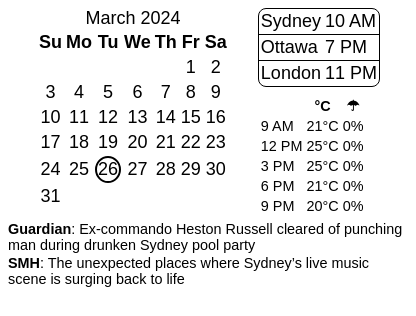 March 2024
Su Mo Tu We Th Fr Sa
1 2
3 4 5 6 7 8 9
10 11 12 13 14 15 16
17 18 19 20 21 22 23
24 25 26 27 28 29 30
31
Sydney 10 AM
Ottawa 7 PM
London 11 PM
°C ☂
9 AM 21°C 0%
12 PM 25°C 0%
3 PM 25°C 0%
6 PM 21°C 0%
9 PM 20°C 0%
Guardian: Ex-commando Heston Russell cleared of punching
man during drunken Sydney pool party
SMH: The unexpected places where Sydney's live music
scene is surging back to life